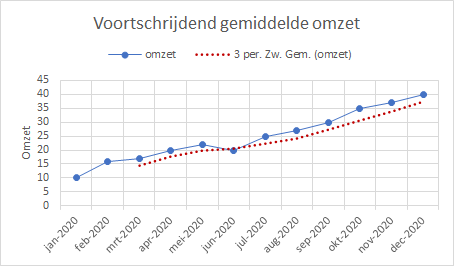 Voortschrijdend gemiddelde omzet
omzet
3 per. Zw. Gem. (omzet)
45
40
35
30
25
20
15
10
5
0
Omzet
jan-2020
feb-2020
mrt-2020
apr-2020
mei-2020
jun-2020
jul-2020
aug-2020
sep-2020
okt-2020
nov-2020
dec-2020